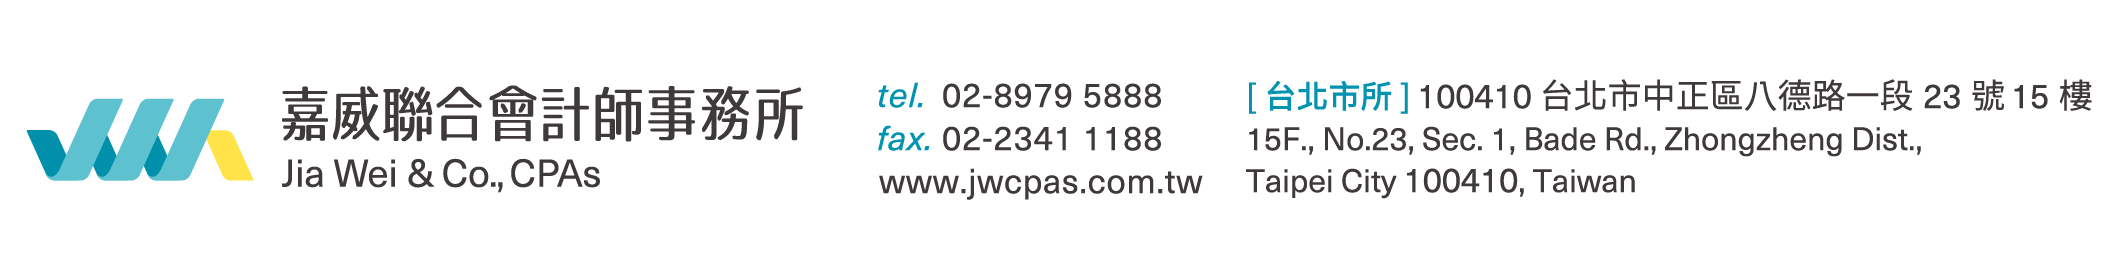 嘉威聯合會計師事務所
Jia Wei & Co., CPAs
tel. 02-8979 5888
fax. 02-2341 1188
www.jwcpas.com.tw
[ 台北市所 ] 100410 台北市中正區八德路一段 23 號 15 樓
15F., No.23, Sec. 1, Bade Rd., Zhongzheng Dist.,
Taipei City 100410, Taiwan